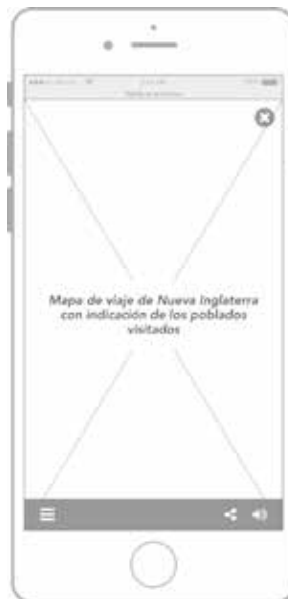 Mapa de viaje de Nueva Inglaterra
con indicación de los poblados
visitados